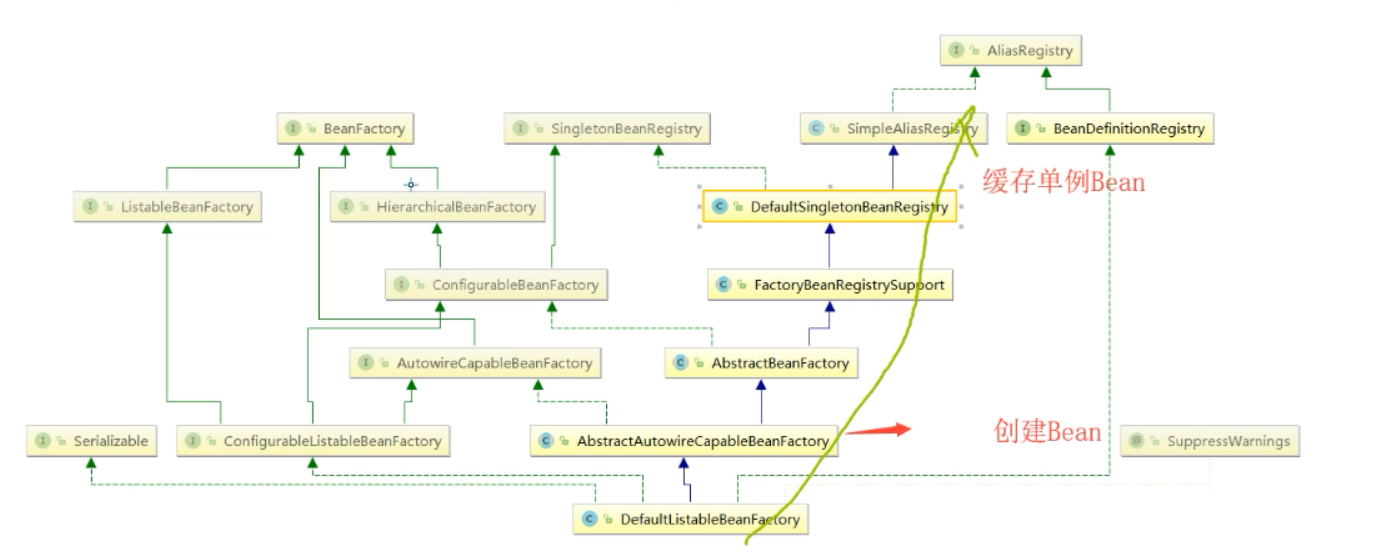 AliasRegistry
BeanFactory
SingletonBeanRegistry
SimpleAliasRegistry
BeanDefinitionRegistry
缓存单例Bean
ListableBeanFactory
HierarchicalBeanFactory
DefaultSingletonBeanRegistry
ConfigurableBeanFactory
FactoryBeanRegistrySupport
AutowireCapableBeanFactory
AbstractBeanFactory
Serializable
ConfigurableListableBeanFactory
AbstractAutowireCapableBeanFactory
创建Bean
SuppressWarnings
DefaultListableBeanFactory